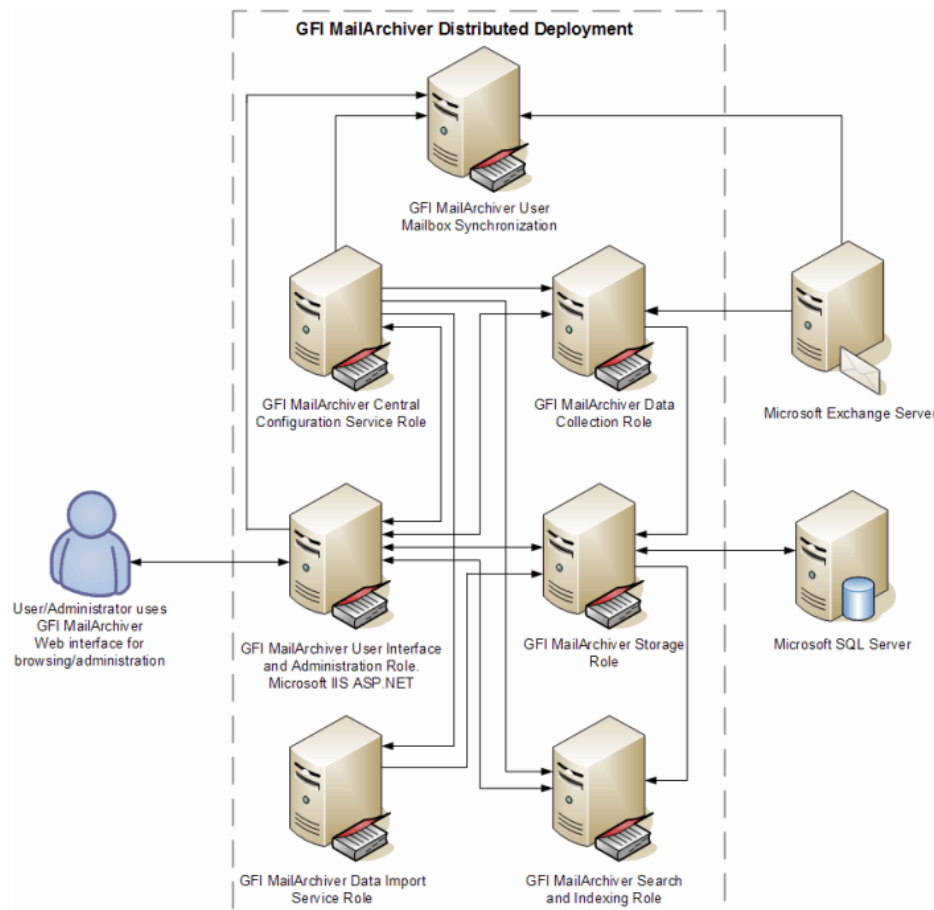 GFI MailArchiver Distributed Deployment
GFI MailArchiver User
Mailbox Synchronization
GFI MailArchiver Central
Configuration Service Role
GFI MailArchiver Data
Collection Role
Microsoft Exchange Server
User/Administrator uses
GFI MailArchiver
Web interface for
browsing/administration
GFI MailArchiver User Interface
and Administration Role.
Microsoft IIS ASP.NET
GFI MailArchiver Storage
Role
Microsoft SQL Server
GFI MailArchiver Data Import
Service Role
GFI MailArchiver Search
and Indexing Role